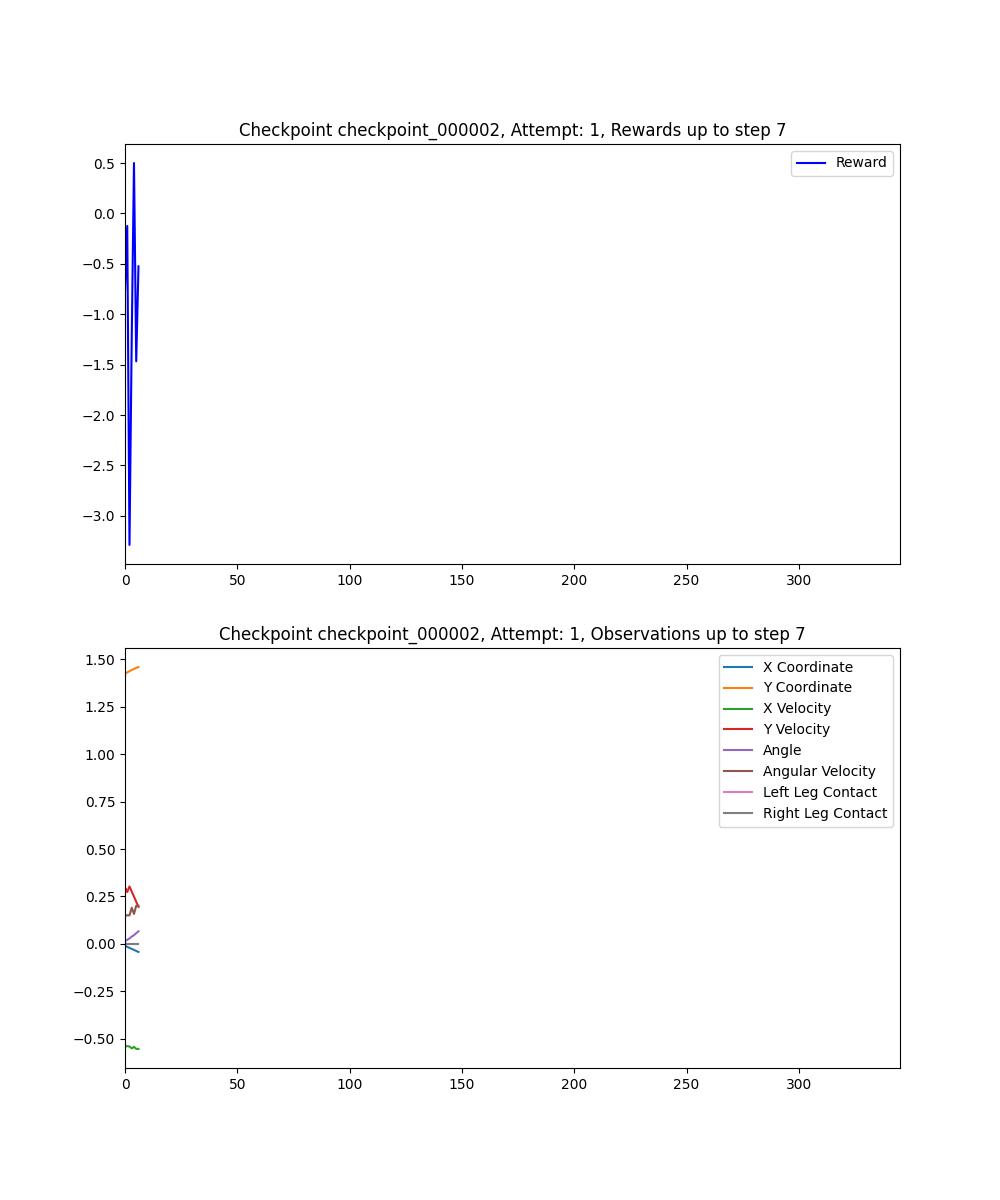 Checkpoint checkpoint_000002, Attempt: 1, Rewards up to step 7
Reward
0.5
0.0
−0.5
−1.0
−1.5
−2.0
−2.5
−3.0
0 50 100 150 200 250 300
Checkpoint checkpoint_000002, Attempt: 1, Observations up to step 7
X Coordinate
Y Coordinate
X Velocity
Y Velocity
Angle
Angular Velocity
Left Leg Contact
Right Leg Contact
1.50
1.25
1.00
0.75
0.50
0.25
0.00
−0.25
−0.50
0 50 100 150 200 250 300